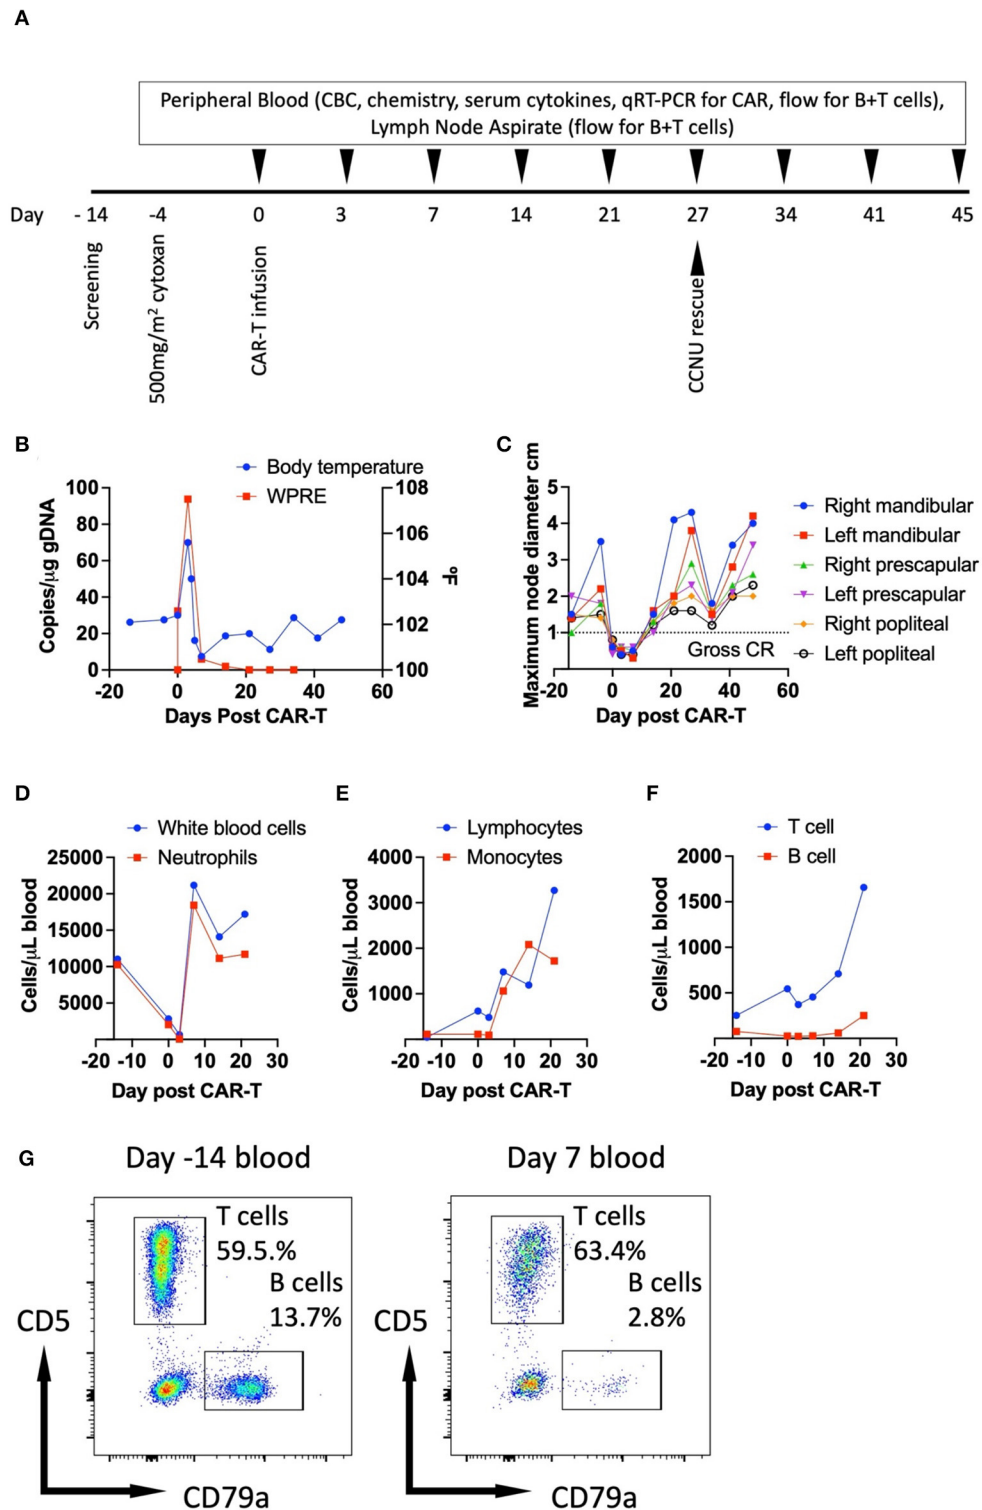 A
Peripheral Blood (CBC, chemistry, serum cytokines, qRT-PCR for CAR, flow for B+T cells),
Lymph Node Aspirate (flow for B+T cells)
Day - 14 -4 0 3 7 14 21 27 34 41 45
Screening
500mg/m² cytoxan
CAR-T infusion
CCNU rescue
B
Body temperature
WPRE
Copies/µg gDNA
100
80
60
40
20
0
108
106
104
102
100
ºF
-20 0 20 40 60
Days Post CAR-T
C
Maximum node diameter cm
5
4
3
2
1
Gross CR
-20 0 20 40 60
Day post CAR-T
Right mandibular
Left mandibular
Right prescapular
Left prescapular
Right popliteal
Left popliteal
D
White blood cells
Neutrophils
Cells/µL blood
25000
20000
15000
10000
5000
-20 -10 0 10 20 30
Day post CAR-T
E
Lymphocytes
Monocytes
Cells/µL blood
4000
3000
2000
1000
-20 -10 0 10 20 30
Day post CAR-T
F
T cell
B cell
Cells/µL blood
2000
1500
1000
500
-20 -10 0 10 20 30
Day post CAR-T
G
Day -14 blood
T cells
59.5.%
B cells
13.7%
CD5
CD79a
Day 7 blood
T cells
63.4%
B cells
2.8%
CD5
CD79a